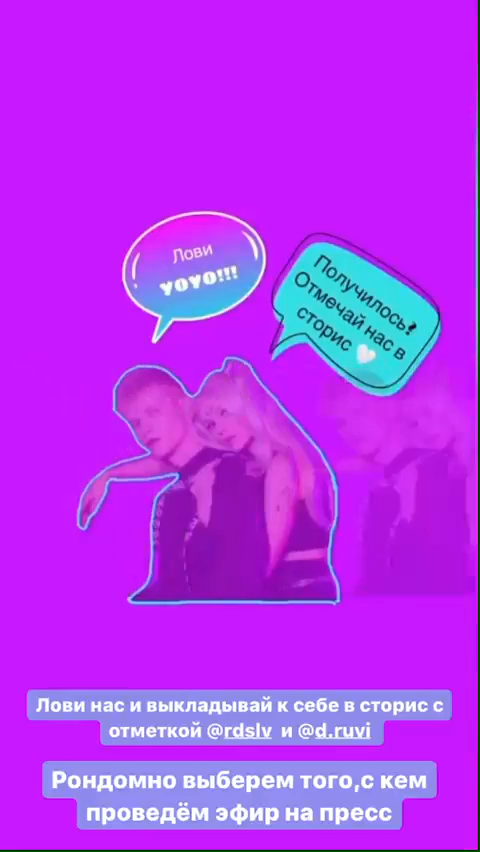 Лови
YOYO!!!
Получилось?
Отмечай нас в
сторис 🤍
Лови нас и выкладывай к себе в сторис с
отметкой @rdslv и @d.ruvi
Рондомно выберем того,с кем
проведём эфир на пресс